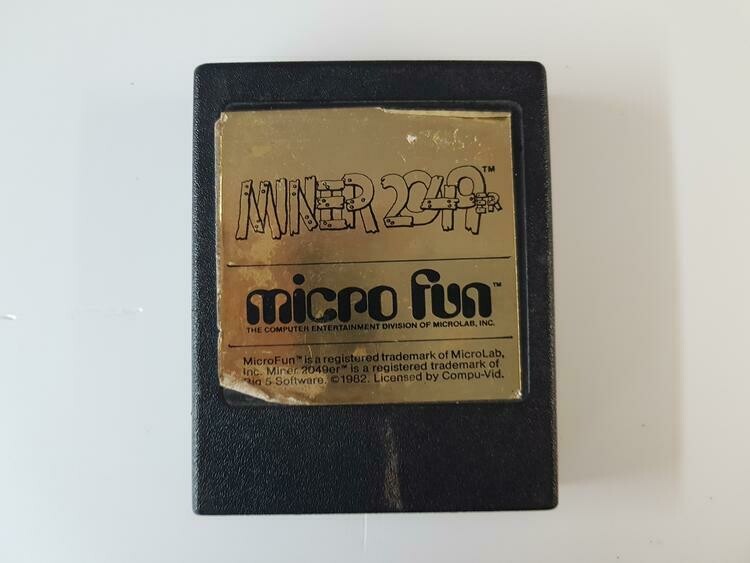 MINER 2049ER™
micro fun™
THE COMPUTER ENTERTAINMENT DIVISION OF MICROLAB, INC.
MicroFun™ is a registered trademark of MicroLab,
Inc. Miner 2049er™ is a registered trademark of
Big 5 Software. ©1982. Licensed by Compu-Vid.